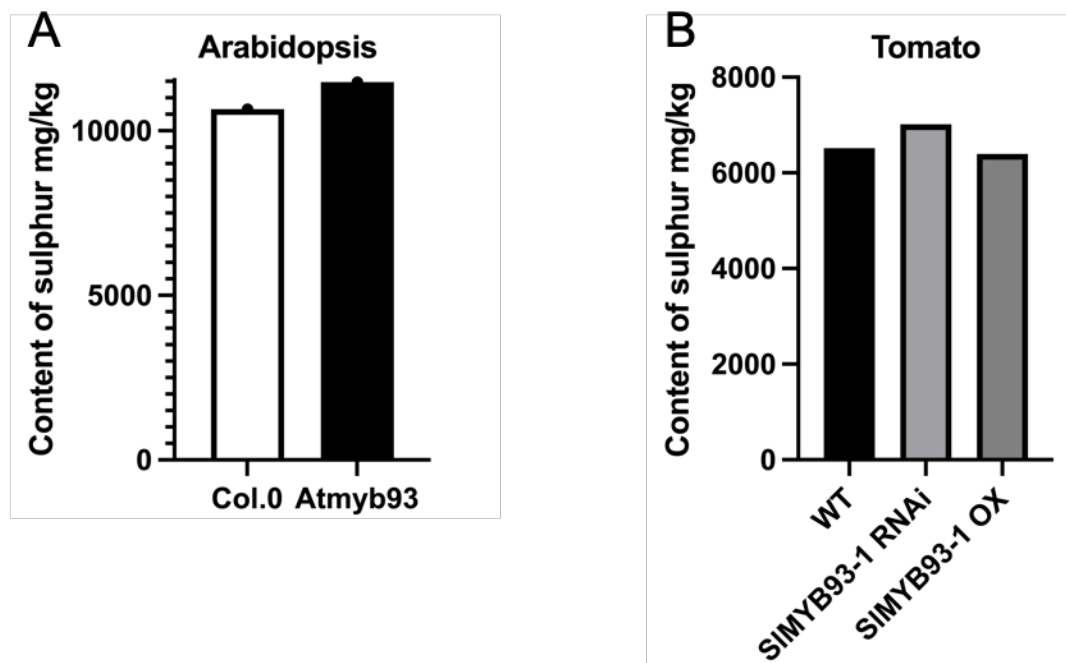 A
Arabidopsis
Content of sulphur mg/kg
10000
5000
0
Col.0 Atmyb93
B
Tomato
Content of sulphur mg/kg
8000
6000
4000
2000
0
WT
SlMYB93-1 RNAi
SlMYB93-1 OX